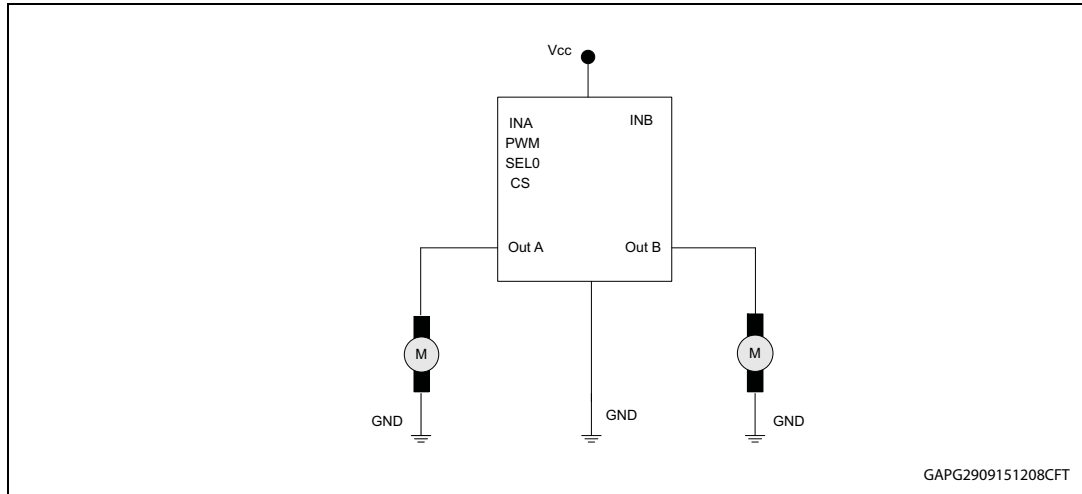 Vcc
INA INB
PWM
SEL0
CS
Out A Out B
M M
GND GND GND
GAPG2909151208CFT